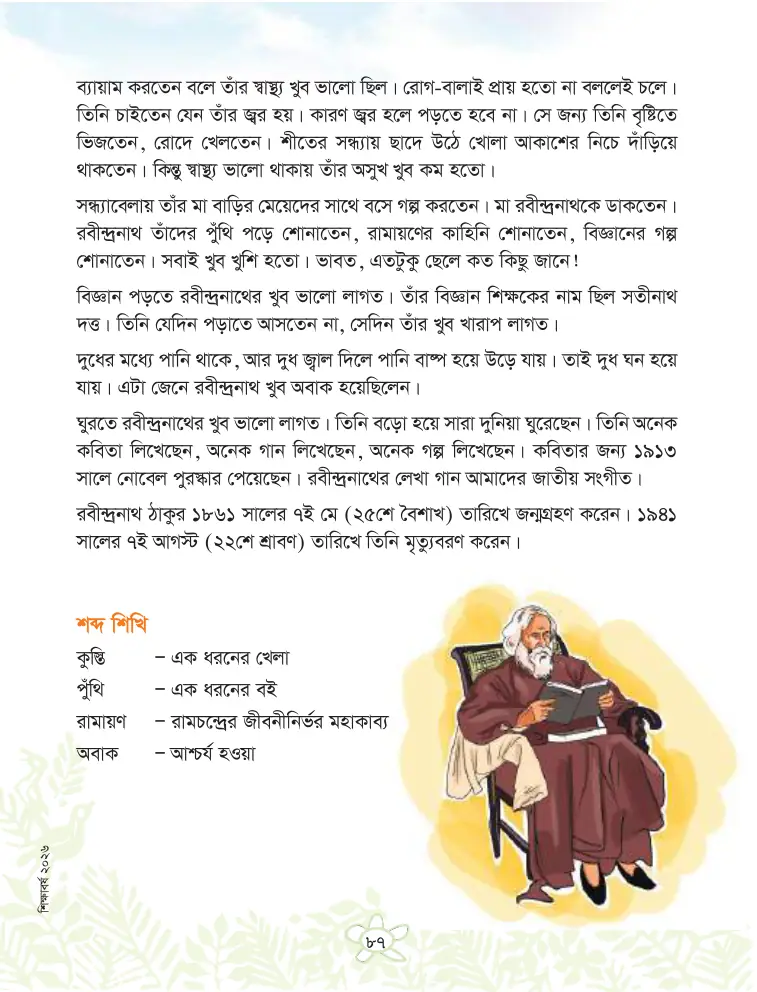 ব্যায়াম করতেন বলে তাঁর স্বাস্থ্য খুব ভালো ছিল। রোগ-বালাই প্রায় হতো না বললেই চলে।
তিনি চাইতেন যেন তাঁর জ্বর হয়। কারণ জ্বর হলে পড়তে হবে না। সে জন্য তিনি বৃষ্টিতে
ভিজতেন, রোদে খেলতেন। শীতের সন্ধ্যায় ছাদে উঠে খোলা আকাশের নিচে দাঁড়িয়ে
থাকতেন। কিন্তু স্বাস্থ্য ভালো থাকায় তাঁর অসুখ খুব কম হতো।
সন্ধ্যাবেলায় তাঁর মা বাড়ির মেয়েদের সাথে বসে গল্প করতেন। মা রবীন্দ্রনাথকে ডাকতেন।
রবীন্দ্রনাথ তাঁদের পুঁথি পড়ে শোনাতেন, রামায়ণের কাহিনি শোনাতেন, বিজ্ঞানের গল্প
শোনাতেন। সবাই খুব খুশি হতো। ভাবত, এতটুকু ছেলে কত কিছু জানে!
বিজ্ঞান পড়তে রবীন্দ্রনাথের খুব ভালো লাগত। তাঁর বিজ্ঞান শিক্ষকের নাম ছিল সতীনাথ
দত্ত। তিনি যেদিন পড়াতে আসতেন না, সেদিন তাঁর খুব খারাপ লাগত।
দুধের মধ্যে পানি থাকে, আর দুধ জ্বাল দিলে পানি বাষ্প হয়ে উড়ে যায়। তাই দুধ ঘন হয়ে
যায়। এটা জেনে রবীন্দ্রনাথ খুব অবাক হয়েছিলেন।
ঘুরতে রবীন্দ্রনাথের খুব ভালো লাগত। তিনি বড়ো হয়ে সারা দুনিয়া ঘুরেছেন। তিনি অনেক
কবিতা লিখেছেন, অনেক গান লিখেছেন, অনেক গল্প লিখেছেন। কবিতার জন্য ১৯১৩
সালে নোবেল পুরস্কার পেয়েছেন। রবীন্দ্রনাথের লেখা গান আমাদের জাতীয় সংগীত।
রবীন্দ্রনাথ ঠাকুর ১৮৬১ সালের ৭ই মে (২৫শে বৈশাখ) তারিখে জন্মগ্রহণ করেন। ১৯৪১
সালের ৭ই আগস্ট (২২শে শ্রাবণ) তারিখে তিনি মৃত্যুবরণ করেন।
শব্দ শিখি
কুস্তি – এক ধরনের খেলা
পুঁথি – এক ধরনের বই
রামায়ণ – রামচন্দ্রের জীবনীনির্ভর মহাকাব্য
অবাক – আশ্চর্য হওয়া
শিক্ষাবর্ষ ২০২৬
৮৭